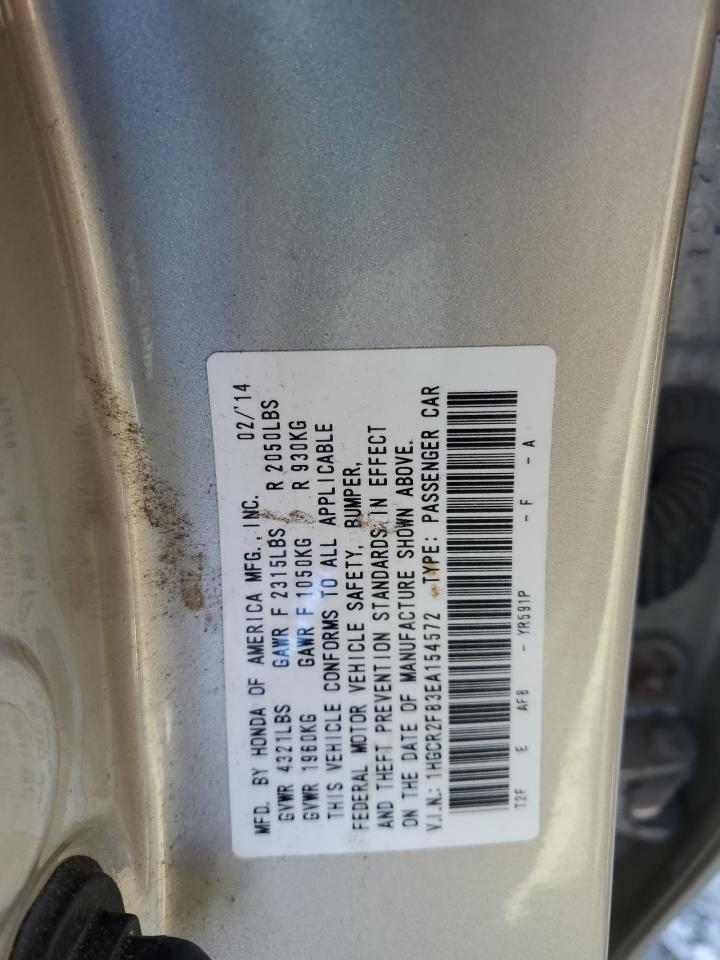 MFD. BY HONDA OF AMERICA MFG., INC. 02/'14
GVWR 4321LBS GAWR F 2315LBS R 2050LBS
GVWR 1960KG GAWR F 1050KG R 930KG
THIS VEHICLE CONFORMS TO ALL APPLICABLE
FEDERAL MOTOR VEHICLE SAFETY, BUMPER,
AND THEFT PREVENTION STANDARDS IN EFFECT
ON THE DATE OF MANUFACTURE SHOWN ABOVE.
V.I.N.: 1HGCR2F83EA154572 TYPE: PASSENGER CAR
T2F E AF8 - YR591P - F - A